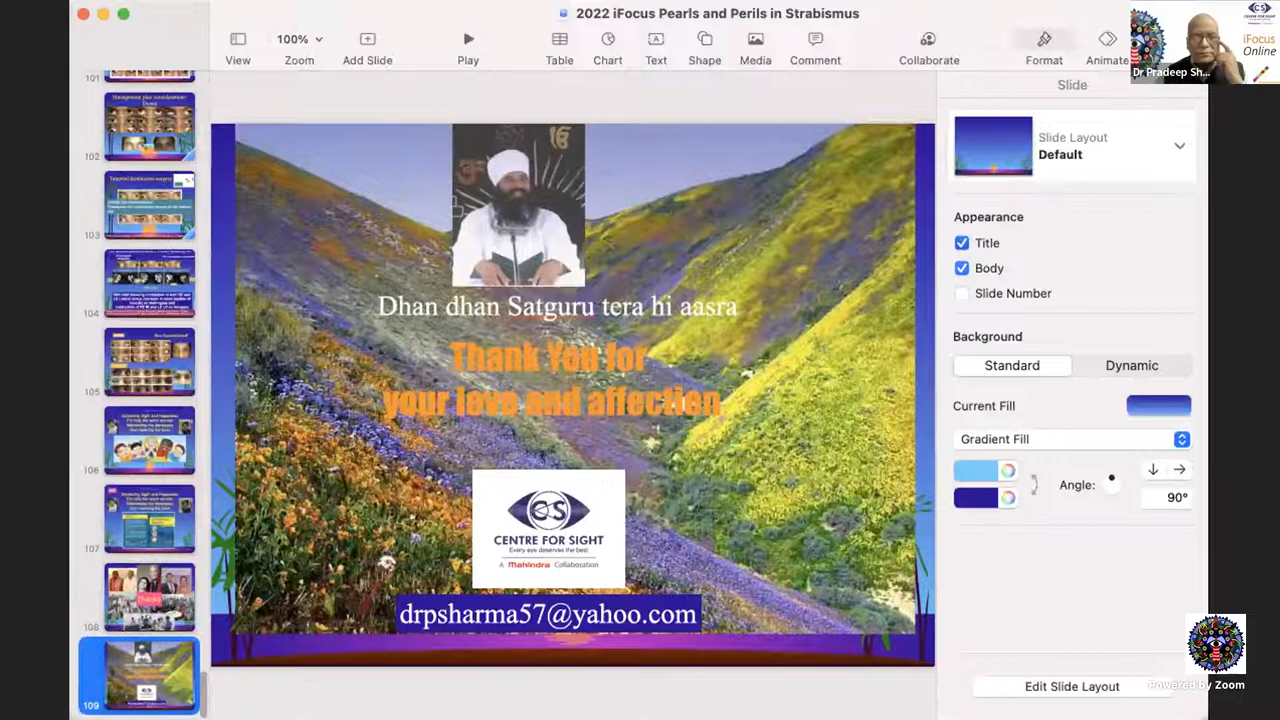 2022 iFocus Pearls and Perils in Strabismus
100%
View
Zoom
Add Slide
Play
Table
Chart
Text
Shape
Media
Comment
Collaborate
Format
Animate
CENTRE FOR SIGHT
iFocus
Online
Dr Pradeep Sh...
Slide
Slide Layout
Default
Appearance
Title
Body
Slide Number
Background
Standard
Dynamic
Current Fill
Gradient Fill
Angle:
90°
Edit Slide Layout
Powered by Zoom
101
102
103
104
105
106
107
108
109
Dhan dhan Satguru tera hi aasra
Thank You for
your love and affection
CS
CENTRE FOR SIGHT
Every eye deserves the best
A Mahindra Collaboration
drpsharma57@yahoo.com